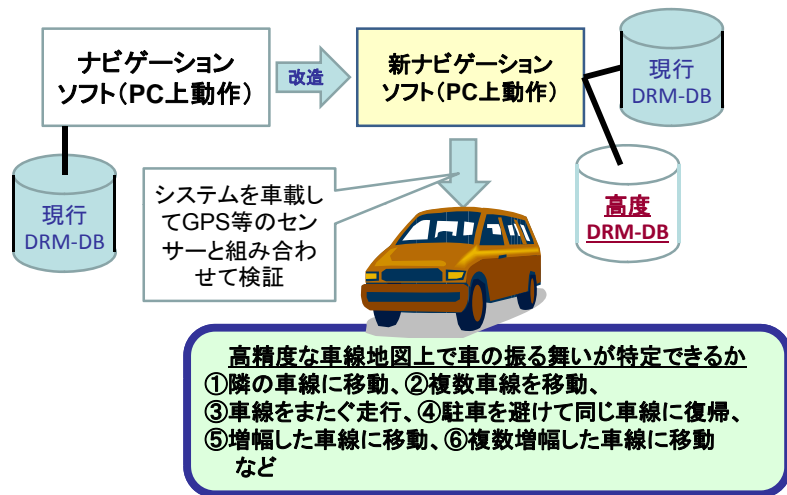 ナビゲーション
ソフト(PC上動作)
改造
新ナビゲーション
ソフト(PC上動作)
現行
DRM-DB
現行
DRM-DB
高度
DRM-DB
システムを車載し
てGPS等のセン
サーと組み合わ
せて検証
高精度な車線地図上で車の振る舞いが特定できるか
①隣の車線に移動、②複数車線を移動、
③車線をまたぐ走行、④駐車を避けて同じ車線に復帰、
⑤増幅した車線に移動、⑥複数増幅した車線に移動
など